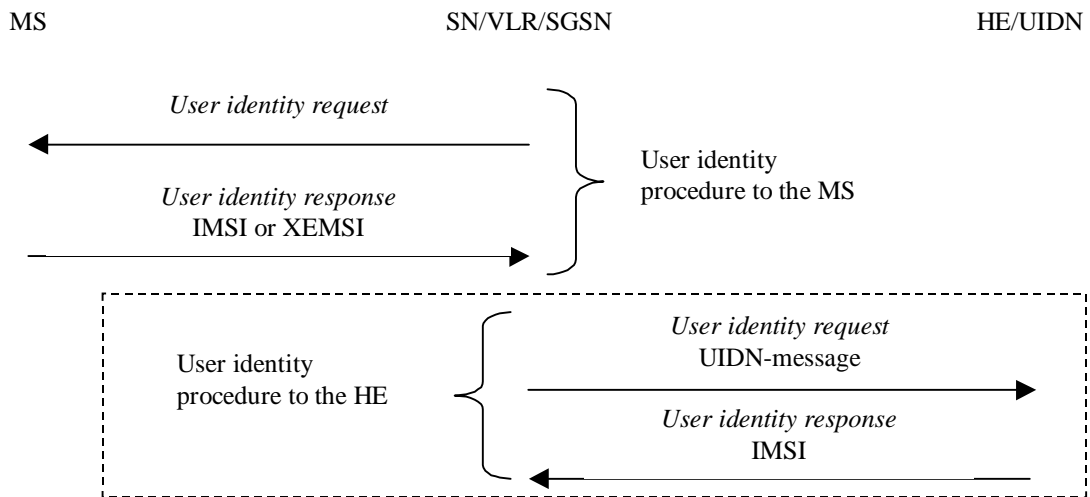 MS SN/VLR/SGSN HE/UIDN
User identity request
User identity
procedure to the MS
User identity response
IMSI or XEMSI
User identity request
UIDN-message
User identity
procedure to the HE
User identity response
IMSI